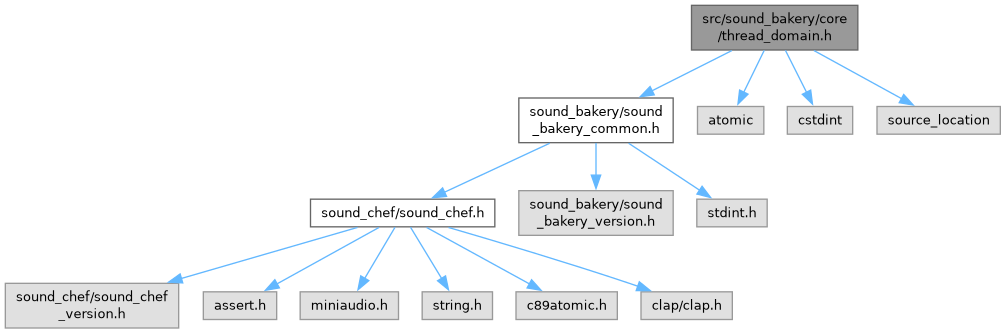 src/sound_bakery/core
/thread_domain.h
sound_bakery/sound
_bakery_common.h
atomic
cstdint
source_location
sound_chef/sound_chef.h
sound_bakery/sound
_bakery_version.h
stdint.h
sound_chef/sound_chef
_version.h
assert.h
miniaudio.h
string.h
c89atomic.h
clap/clap.h